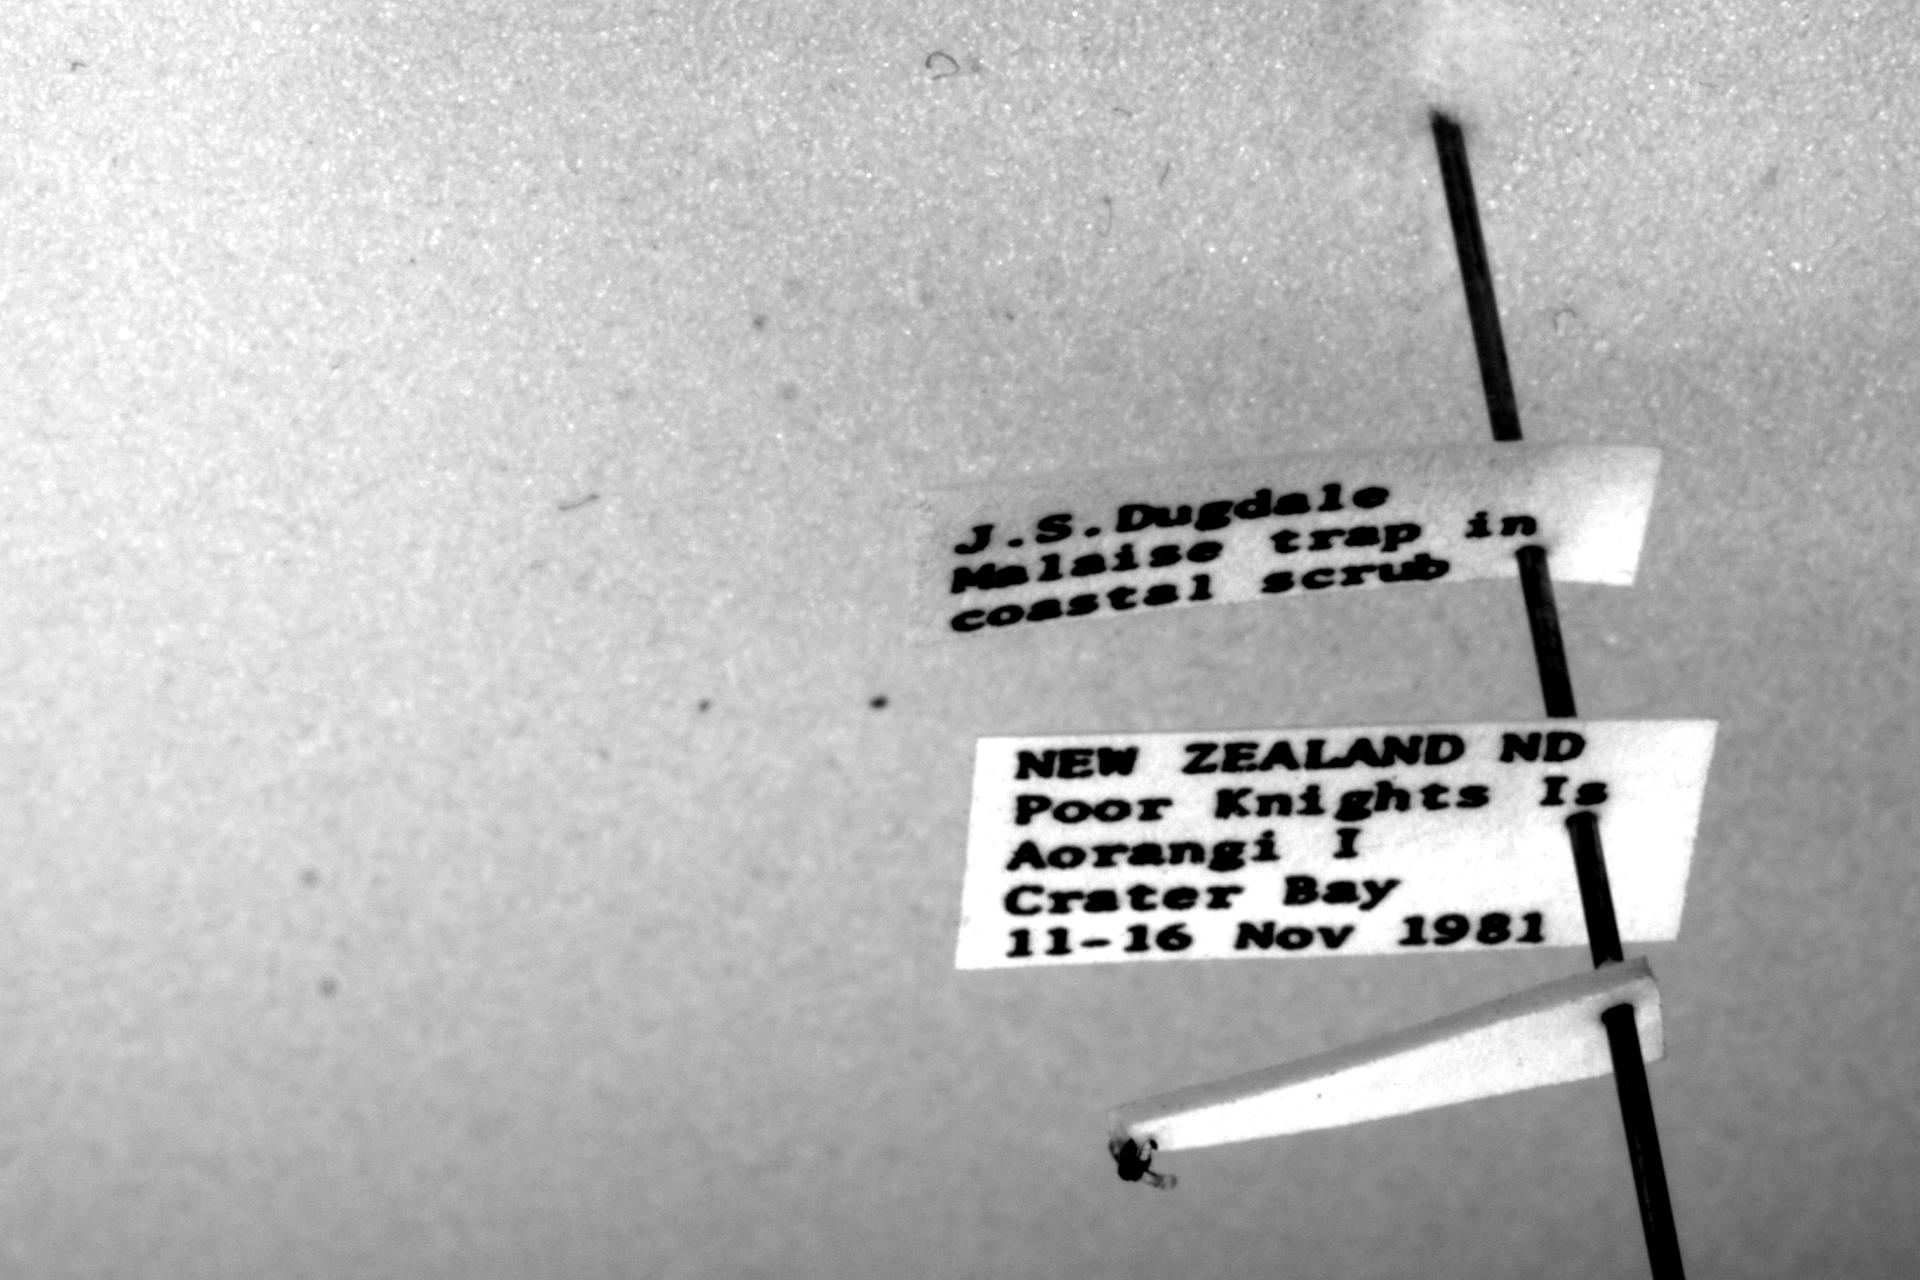 J.S.Dugdale
Malaise trap in
coastal scrub
NEW ZEALAND ND
Poor Knights Is
Aorangi I
Crater Bay
11-16 Nov 1981